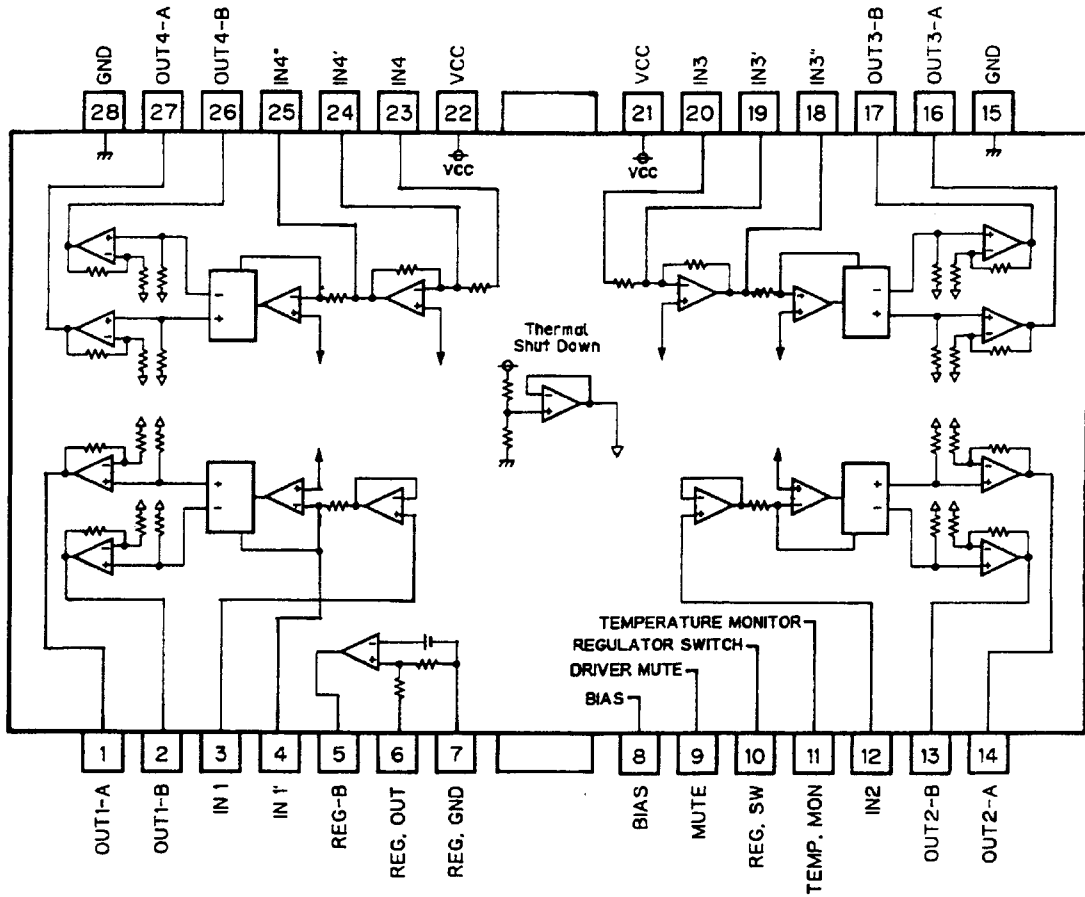 GND
OUT4-A
OUT4-B
IN4"
IN4'
IN4
VCC
VCC
IN3
IN3'
IN3"
OUT3-B
OUT3-A
GND
28
27
26
25
24
23
22
21
20
19
18
17
16
15
VCC
VCC
Thermal
Shut Down
TEMPERATURE MONITOR
REGULATOR SWITCH
DRIVER MUTE
BIAS
1
2
3
4
5
6
7
8
9
10
11
12
13
14
OUT1-A
OUT1-B
IN 1
IN 1'
REG-B
REG. OUT
REG. GND
BIAS
MUTE
REG. SW
TEMP. MON
IN2
OUT2-B
OUT2-A